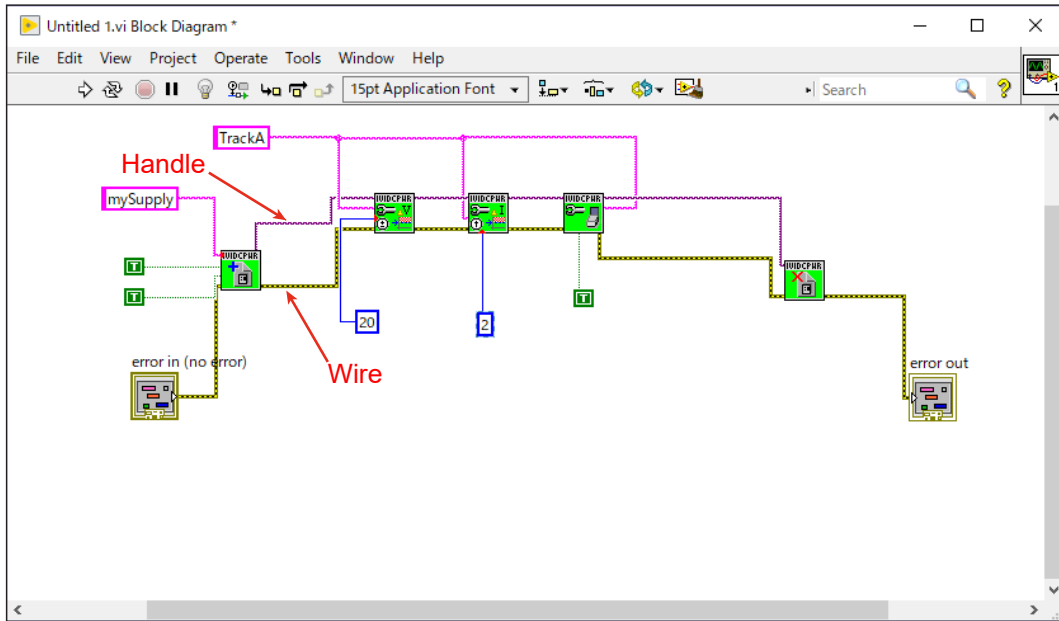 Untitled 1.vi Block Diagram *
File Edit View Project Operate Tools Window Help
15pt Application Font
Search
1
TrackA
Handle
mySupply
IVIDCPWR
V
IVIDCPWR
I
IVIDCPWR
IVIDCPWR
IVIDCPWR
T
T
T
20
2
error in (no error)
Wire
error out